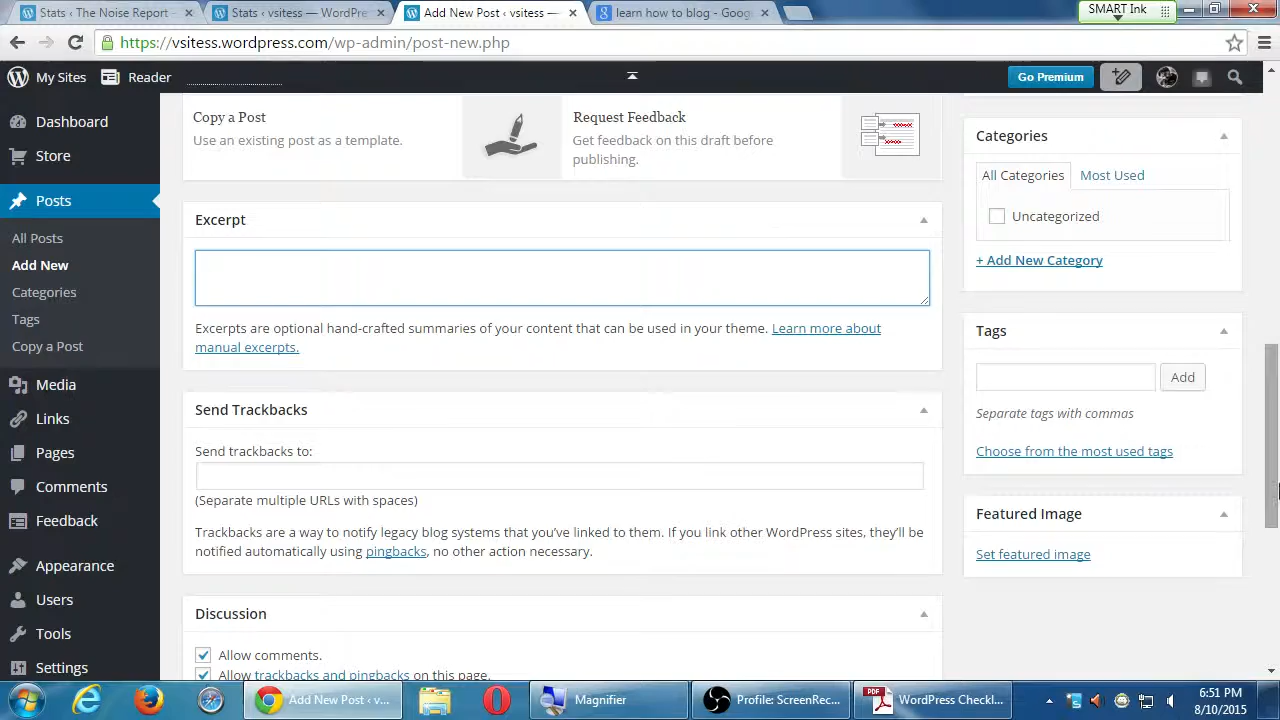 Stats ‹ The Noise Report -
Stats ‹ vsitess — WordPre
Add New Post ‹ vsitess —
learn how to blog - Goog
SMART Ink
https://vsitess.wordpress.com/wp-admin/post-new.php
My Sites
Reader
Go Premium
Dashboard
Store
Posts
All Posts
Add New
Categories
Tags
Copy a Post
Media
Links
Pages
Comments
Feedback
Appearance
Users
Tools
Settings
Copy a Post
Use an existing post as a template.
Request Feedback
Get feedback on this draft before
publishing.
Excerpt
Excerpts are optional hand-crafted summaries of your content that can be used in your theme. Learn more about
manual excerpts.
Send Trackbacks
Send trackbacks to:
(Separate multiple URLs with spaces)
Trackbacks are a way to notify legacy blog systems that you've linked to them. If you link other WordPress sites, they'll be
notified automatically using pingbacks, no other action necessary.
Discussion
Allow comments.
Allow trackbacks and pingbacks on this page.
Categories
All Categories
Most Used
Uncategorized
+ Add New Category
Tags
Add
Separate tags with commas
Choose from the most used tags
Featured Image
Set featured image
Add New Post ‹ v...
Magnifier
Profile: ScreenRec...
PDF
WordPress Checkl...
6:51 PM
8/10/2015